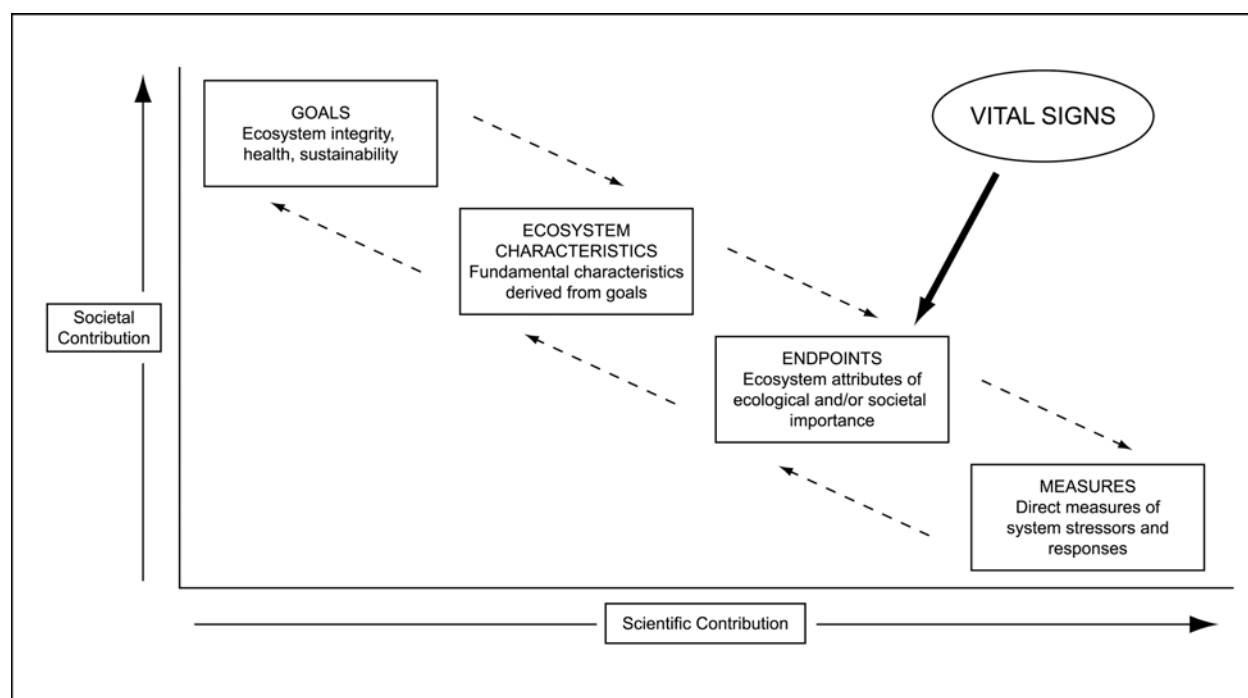 GOALS
Ecosystem integrity,
health, sustainability
VITAL SIGNS
ECOSYSTEM
CHARACTERISTICS
Fundamental characteristics
derived from goals
Societal
Contribution
ENDPOINTS
Ecosystem attributes of
ecological and/or societal
importance
MEASURES
Direct measures of
system stressors and
responses
Scientific Contribution